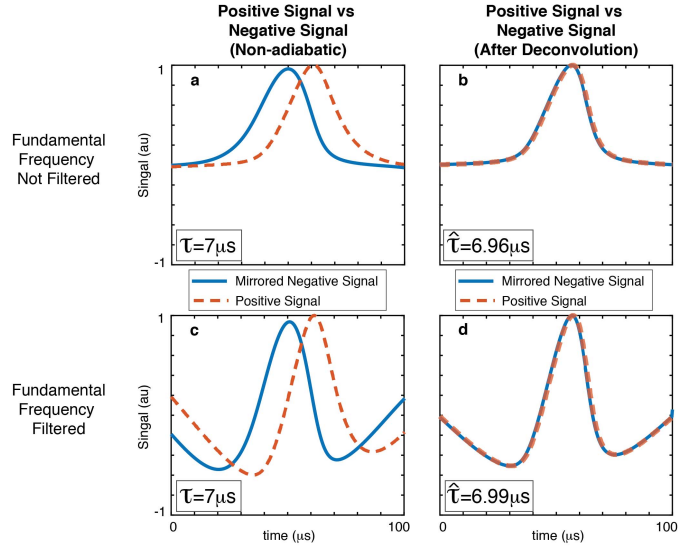 Positive Signal vs
Negative Signal
(Non-adiabatic)
Positive Signal vs
Negative Signal
(After Deconvolution)
Fundamental
Frequency
Not Filtered
Singal (au)
1
-1
a
τ=7μs
b
1
-1
τ̂=6.96μs
Mirrored Negative Signal
Positive Signal
Mirrored Negative Signal
Positive Signal
Fundamental
Frequency
Filtered
Singal (au)
1
-1
c
τ=7μs
0
100
time (μs)
d
1
-1
τ̂=6.99μs
0
100
time (μs)